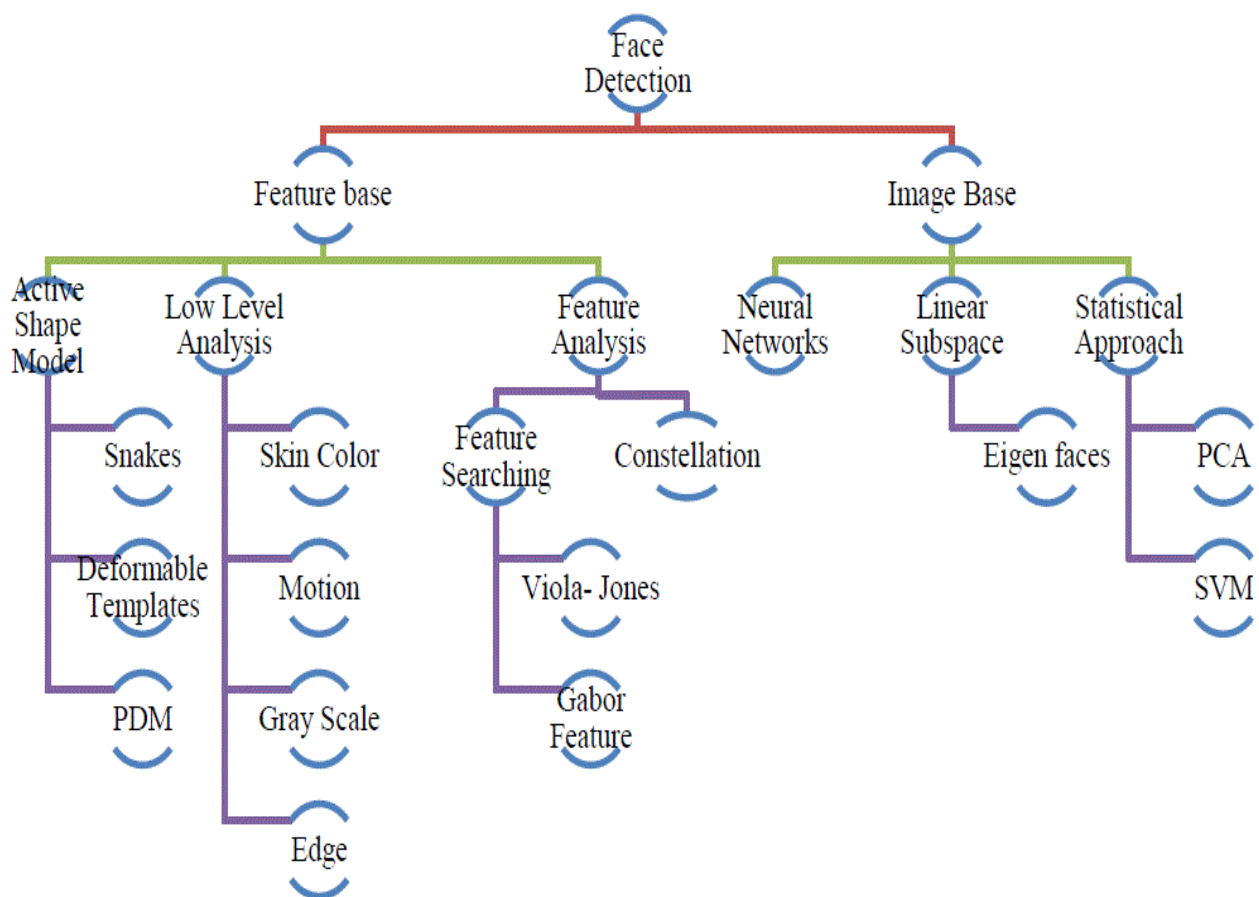 Face
Detection
Feature base
Image Base
Active
Shape
Model
Low Level
Analysis
Feature
Analysis
Neural
Networks
Linear
Subspace
Statistical
Approach
Snakes
Skin Color
Feature
Searching
Constellation
Eigen faces
PCA
Deformable
Templates
Motion
Viola- Jones
SVM
PDM
Gray Scale
Gabor
Feature
Edge